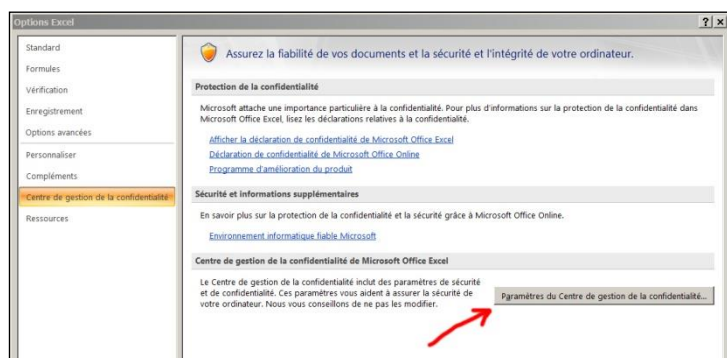 Options Excel
Standard
Formules
Vérification
Enregistrement
Options avancées
Personnaliser
Compléments
Centre de gestion de la confidentialité
Ressources
Assurez la fiabilité de vos documents et la sécurité et l'intégrité de votre ordinateur.
Protection de la confidentialité
Microsoft attache une importance particulière à la confidentialité. Pour plus d'informations sur la protection de la confidentialité dans
Microsoft Office Excel, lisez les déclarations relatives à la confidentialité.
Afficher la déclaration de confidentialité de Microsoft Office Excel
Déclaration de confidentialité de Microsoft Office Online
Programme d'amélioration du produit
Sécurité et informations supplémentaires
En savoir plus sur la protection de la confidentialité et la sécurité grâce à Microsoft Office Online.
Environnement informatique fiable Microsoft
Centre de gestion de la confidentialité de Microsoft Office Excel
Le Centre de gestion de la confidentialité inclut des paramètres de sécurité
et de confidentialité. Ces paramètres vous aident à assurer la sécurité de
votre ordinateur. Nous vous conseillons de ne pas les modifier.
Paramètres du Centre de gestion de la confidentialité...